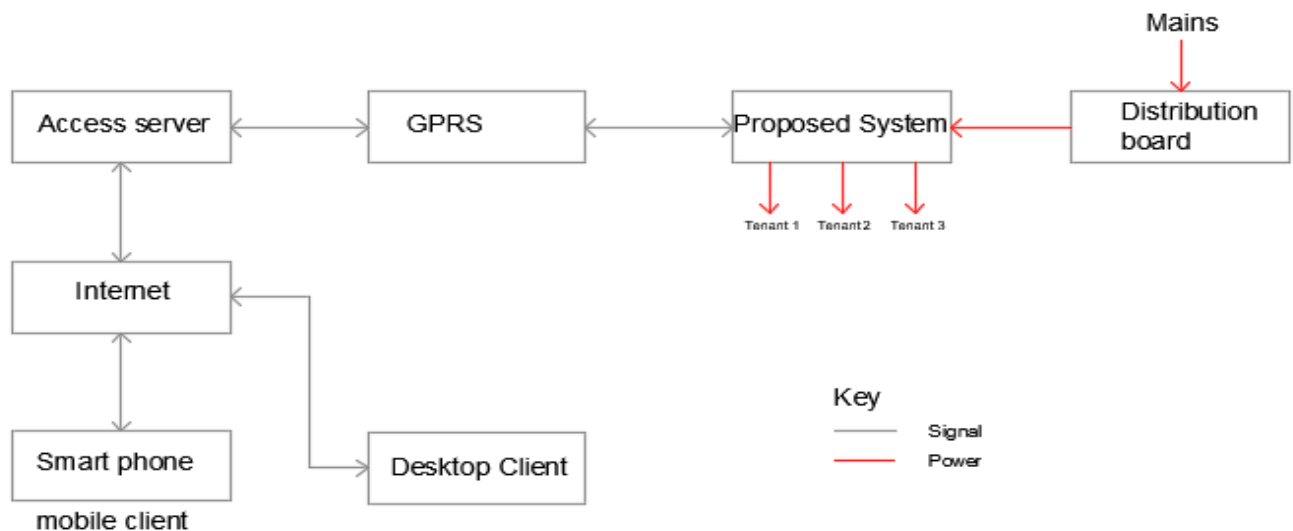 Mains
Access server
GPRS
Proposed System
Distribution
board
Tenant 1
Tenant 2
Tenant 3
Internet
Key
Signal
Power
Smart phone
Desktop Client
mobile client